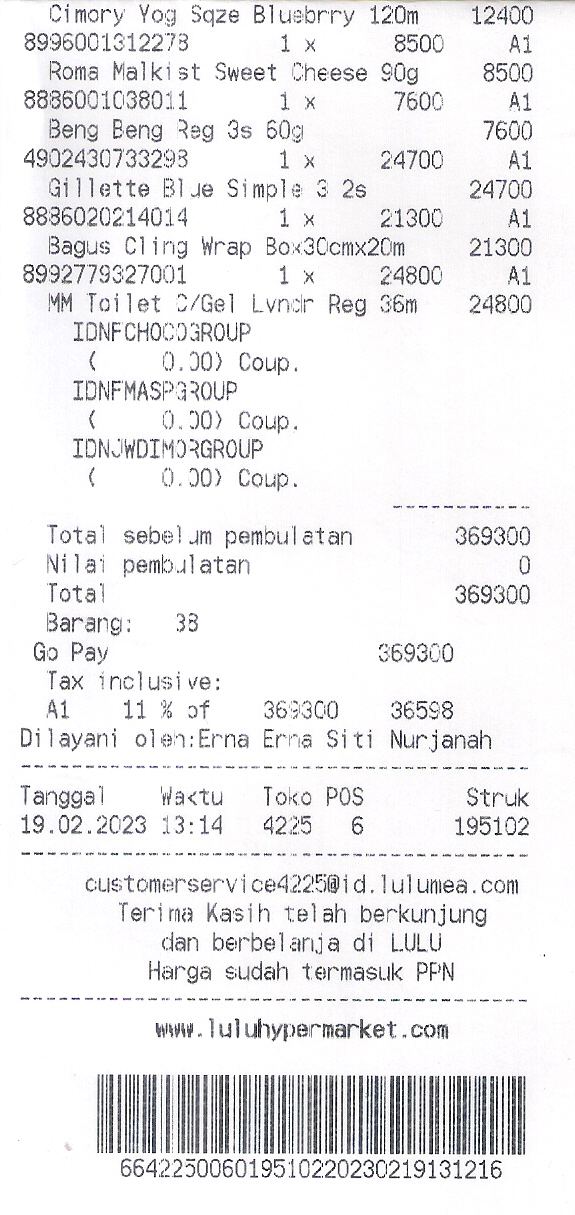 Cimory Yog Sqze Bluebrry 120m 12400
8996001312278 1 x 8500 A1
Roma Malkist Sweet Cheese 90g 8500
8886001038011 1 x 7600 A1
Beng Beng Reg 3s 60g 7600
4902430733298 1 x 24700 A1
Gillette Blue Simple 3 2s 24700
8886020214014 1 x 21300 A1
Bagus Cling Wrap Box30cmx20m 21300
8992779327001 1 x 24800 A1
MM Toilet C/Gel Lvndr Reg 36m 24800
IDNFCHOCOGROUP
( 0.00) Coup.
IDNFMASPGROUP
( 0.00) Coup.
IDNJWDIMORGROUP
( 0.00) Coup.
------------
Total sebelum pembulatan 369300
Nilai pembulatan 0
Total 369300
Barang: 38
Go Pay 369300
Tax inclusive:
A1 11 % of 369300 36598
Dilayani oleh:Erna Erna Siti Nurjanah
----------------------------------------
Tanggal Waktu Toko POS Struk
19.02.2023 13:14 4225 6 195102
----------------------------------------
customerservice4225@id.lulumea.com
Terima Kasih telah berkunjung
dan berbelanja di LULU
Harga sudah termasuk PPN
----------------------------------------
www.luluhypermarket.com
664225006019510220230219131216